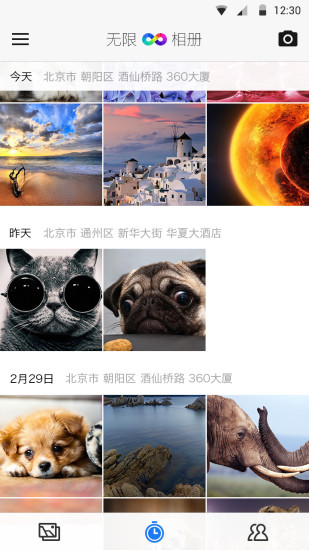 12:30
无限 相册
今天 北京市 朝阳区 酒仙桥路 360大厦
昨天 北京市 通州区 新华大街 华夏大酒店
2月29日 北京市 朝阳区 酒仙桥路 360大厦